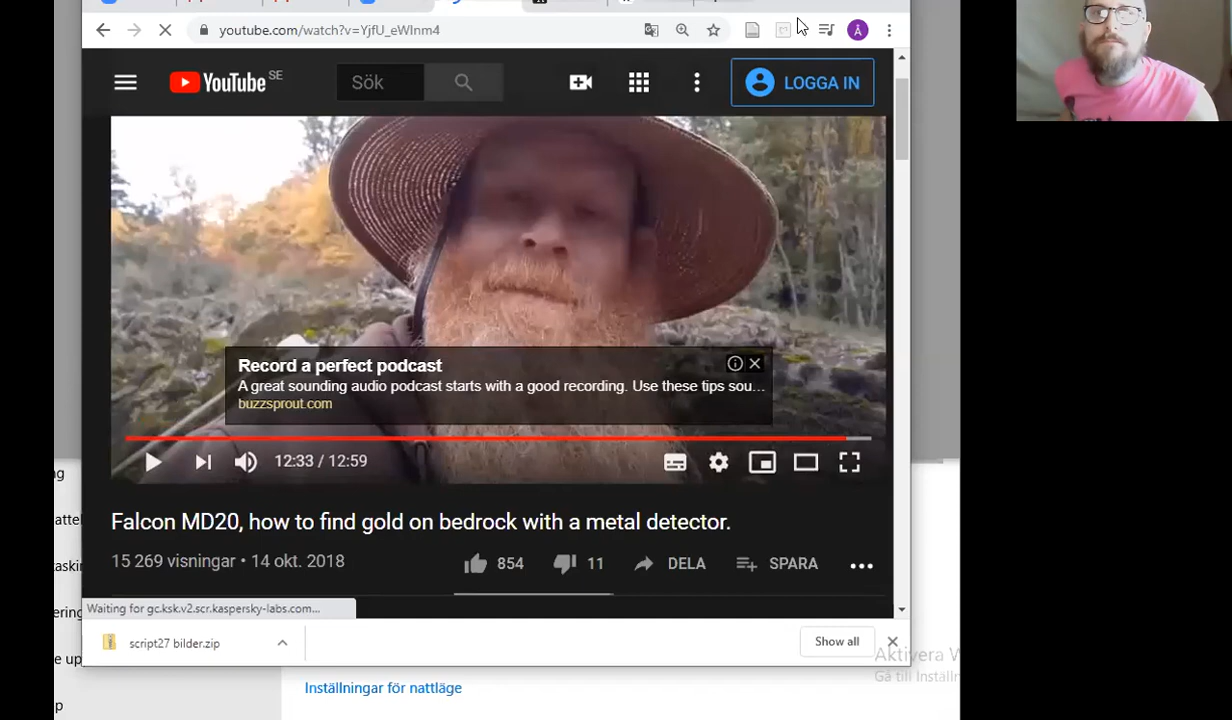 youtube.com/watch?v=YjfU_eWInm4
Å
YouTube SE
Sök
LOGGA IN
Record a perfect podcast
A great sounding audio podcast starts with a good recording. Use these tips sou...
buzzsprout.com
12:33 / 12:59
Falcon MD20, how to find gold on bedrock with a metal detector.
15 269 visningar • 14 okt. 2018
854
11
DELA
SPARA
Waiting for gc.ksk.v2.scr.kaspersky-labs.com...
script27 bilder.zip
Show all
Aktivera W
Gå till Inställn
Inställningar för nattläge